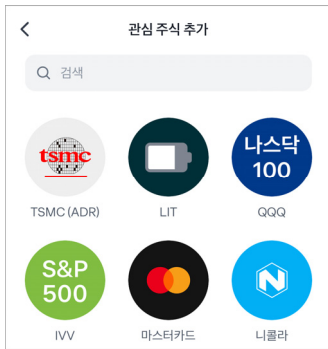 관심 주식 추가
검색
tsmc
나스닥
100
TSMC (ADR)
LIT
QQQ
S&P
500
N
IVV
마스터카드
니콜라